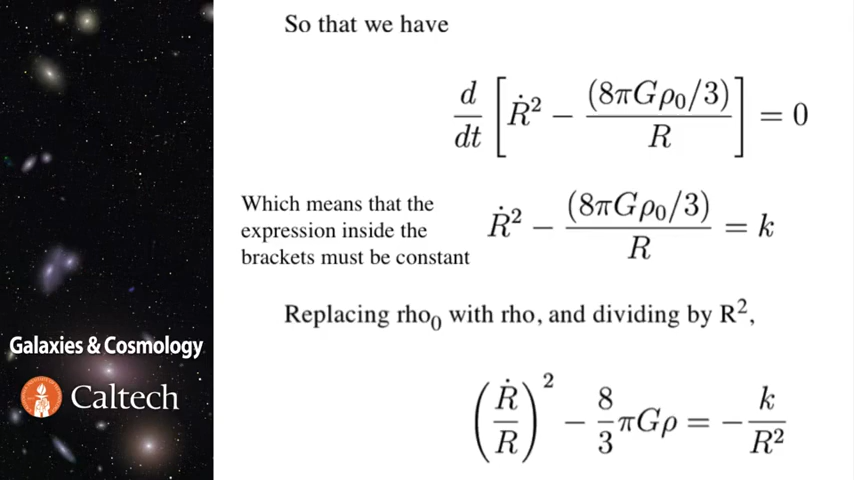 So that we have
d/dt [Ṙ² − (8πGρ₀/3)/R] = 0
Which means that the
expression inside the
brackets must be constant
Ṙ² − (8πGρ₀/3)/R = k
Replacing rho₀ with rho, and dividing by R²,
(Ṙ/R)² − 8/3 πGρ = − k/R²
Galaxies & Cosmology
Caltech